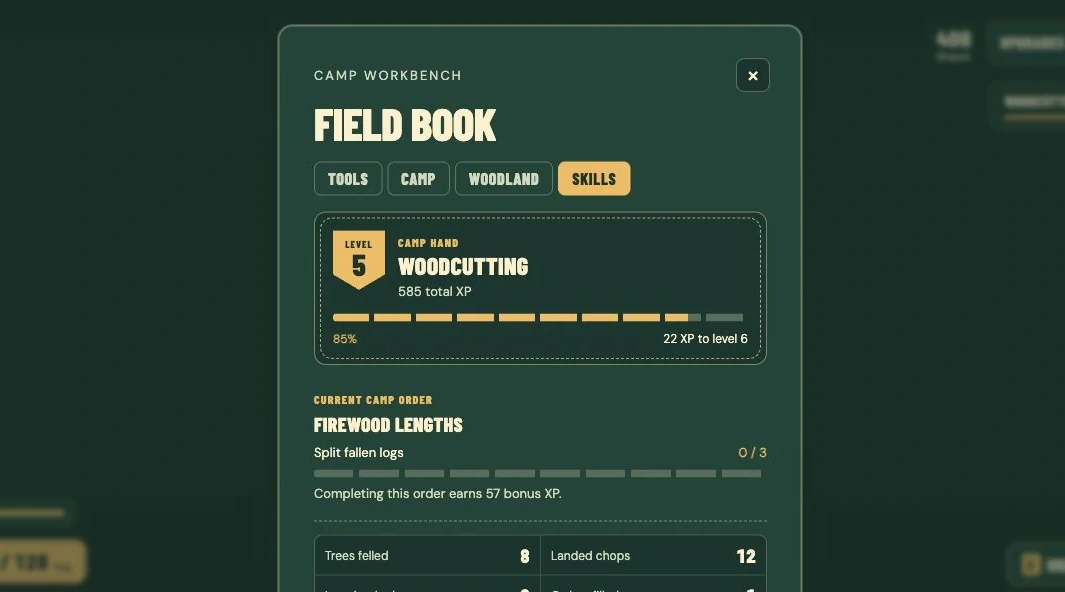 408
CAMP WORKBENCH
×
FIELD BOOK
TOOLS CAMP WOODLAND SKILLS
LEVEL
5
CAMP HAND
WOODCUTTING
585 total XP
85% 22 XP to level 6
CURRENT CAMP ORDER
FIREWOOD LENGTHS
Split fallen logs 0 / 3
Completing this order earns 57 bonus XP.
Trees felled 8 Landed chops 12
/ 128